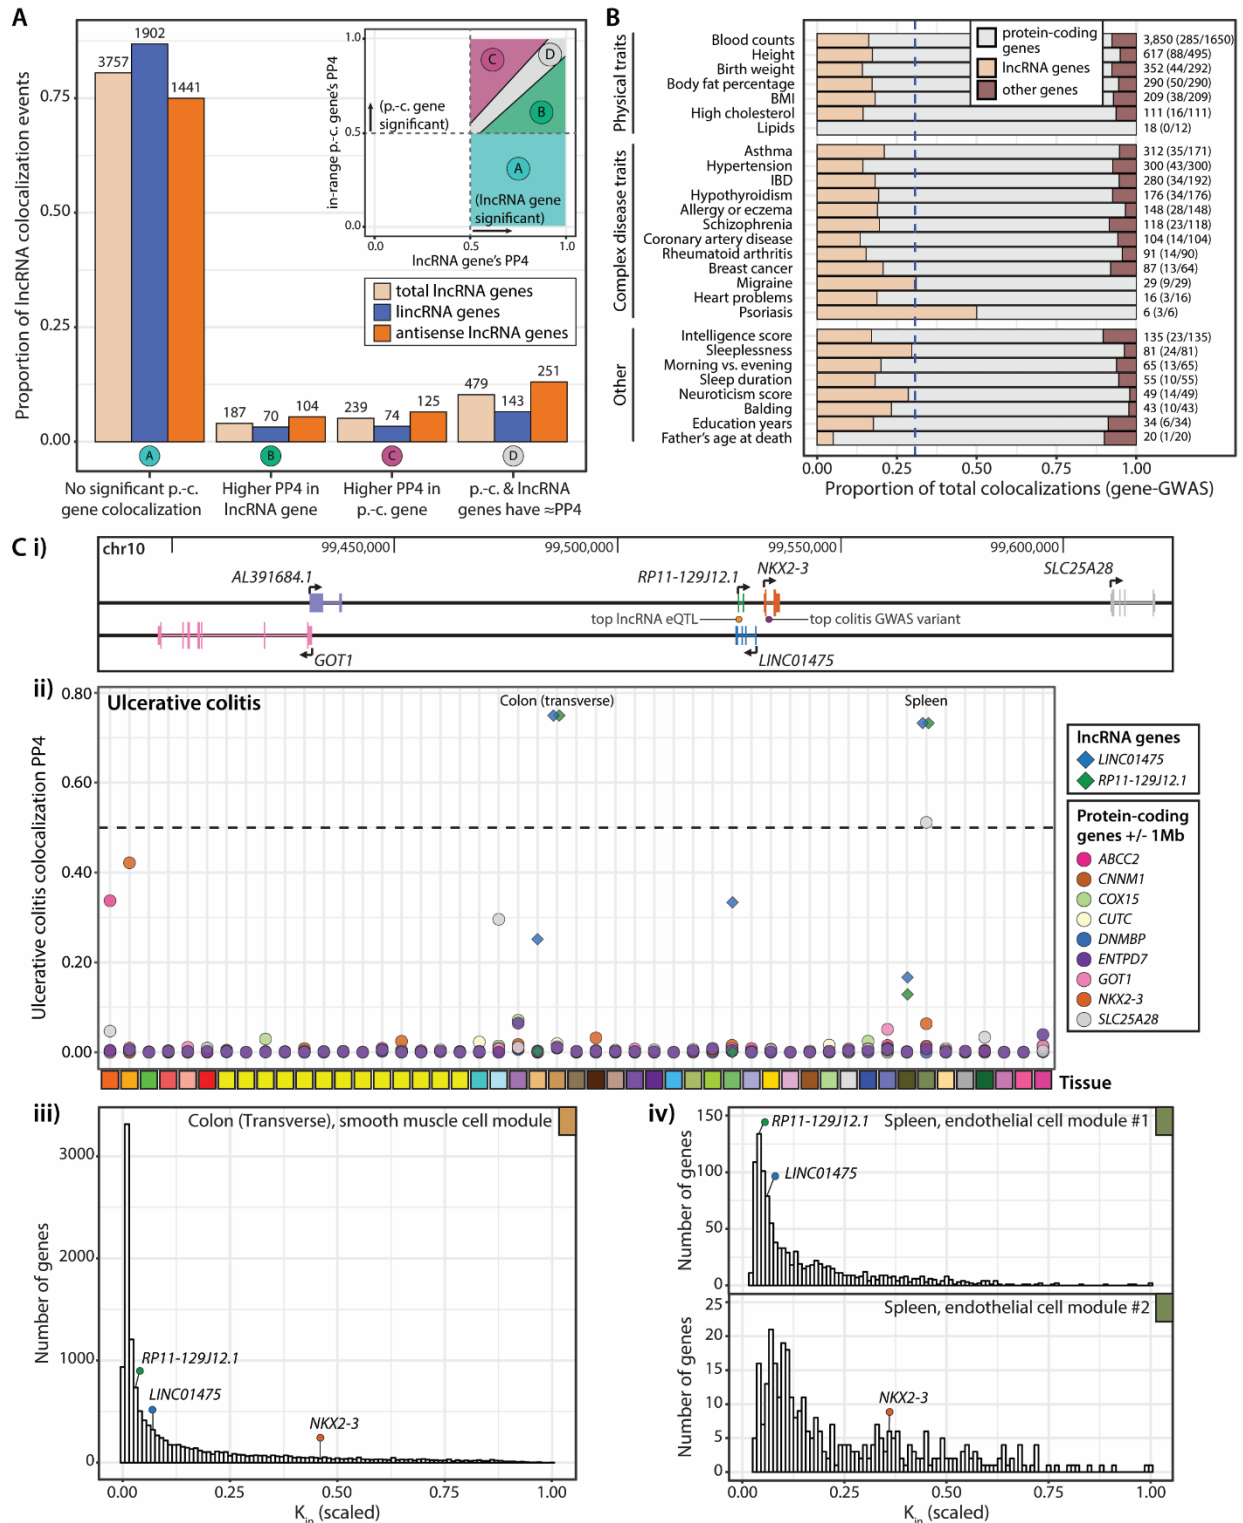 A
Proportion of lncRNA colocalization events
0.75
0.50
0.25
0.00
3757
1902
1441
187
70
104
239
74
125
479
143
251
A
B
C
D
No significant p.-c.
gene colocalization
Higher PP4 in
lncRNA gene
Higher PP4 in
p.-c. gene
p.-c. & lncRNA
genes have ≈PP4
in-range p.-c. gene's PP4
1.0
0.5
0.0
(p.-c. gene
significant)
C
D
B
A
(lncRNA gene
significant)
0.0
0.5
1.0
lncRNA gene's PP4
total lncRNA genes
lincRNA genes
antisense lncRNA genes
B
protein-coding
genes
lncRNA genes
other genes
Physical traits
Blood counts 3,850 (285/1650)
Height 617 (88/495)
Birth weight 352 (44/292)
Body fat percentage 290 (50/290)
BMI 209 (38/209)
High cholesterol 111 (16/111)
Lipids 18 (0/12)
Complex disease traits
Asthma 312 (35/171)
Hypertension 300 (43/300)
IBD 280 (34/192)
Hypothyroidism 176 (34/176)
Allergy or eczema 148 (28/148)
Schizophrenia 118 (23/118)
Coronary artery disease 104 (14/104)
Rheumatoid arthritis 91 (14/90)
Breast cancer 87 (13/64)
Migraine 29 (9/29)
Heart problems 16 (3/16)
Psoriasis 6 (3/6)
Other
Intelligence score 135 (23/135)
Sleeplessness 81 (24/81)
Morning vs. evening 65 (13/65)
Sleep duration 55 (10/55)
Neuroticism score 49 (14/49)
Balding 43 (10/43)
Education years 34 (6/34)
Father's age at death 20 (1/20)
0.00 0.25 0.50 0.75 1.00
Proportion of total colocalizations (gene-GWAS)
C i)
chr10 99,450,000 99,500,000 99,550,000 99,600,000
AL391684.1
RP11-129J12.1
NKX2-3
SLC25A28
top lncRNA eQTL
top colitis GWAS variant
GOT1
LINC01475
ii)
Ulcerative colitis
Ulcerative colitis colocalization PP4
0.80
0.60
0.40
0.20
0.00
Colon (transverse)
Spleen
Tissue
lncRNA genes
LINC01475
RP11-129J12.1
Protein-coding
genes +/- 1Mb
ABCC2
CNNM1
COX15
CUTC
DNMBP
ENTPD7
GOT1
NKX2-3
SLC25A28
iii)
Colon (Transverse), smooth muscle cell module
Number of genes
3000
2000
1000
0
RP11-129J12.1
LINC01475
NKX2-3
0.00 0.25 0.50 0.75 1.00
Kin (scaled)
iv)
Spleen, endothelial cell module #1
Number of genes
150
100
50
0
RP11-129J12.1
LINC01475
Spleen, endothelial cell module #2
Number of genes
25
20
15
10
5
0
NKX2-3
0.00 0.25 0.50 0.75 1.00
Kin (scaled)